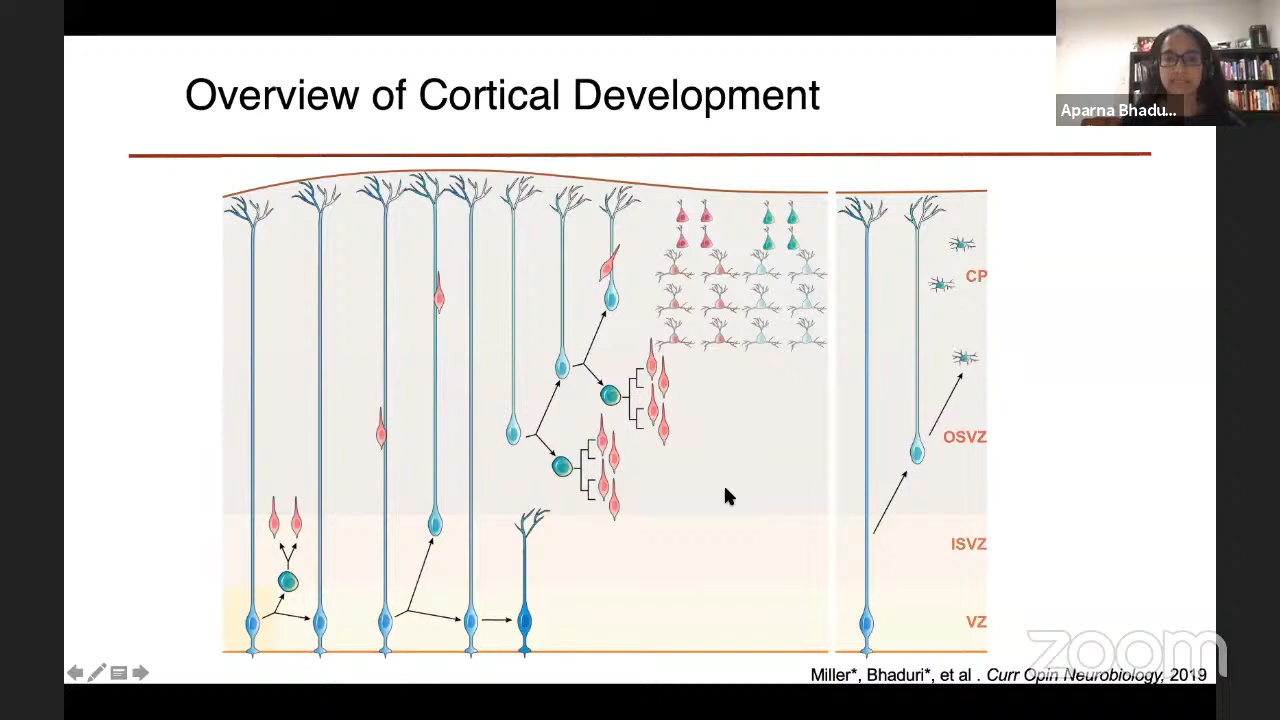 Overview of Cortical Development
Aparna Bhadu...
CP
OSVZ
ISVZ
VZ
zoom
Miller*, Bhaduri*, et al . Curr Opin Neurobiology, 2019